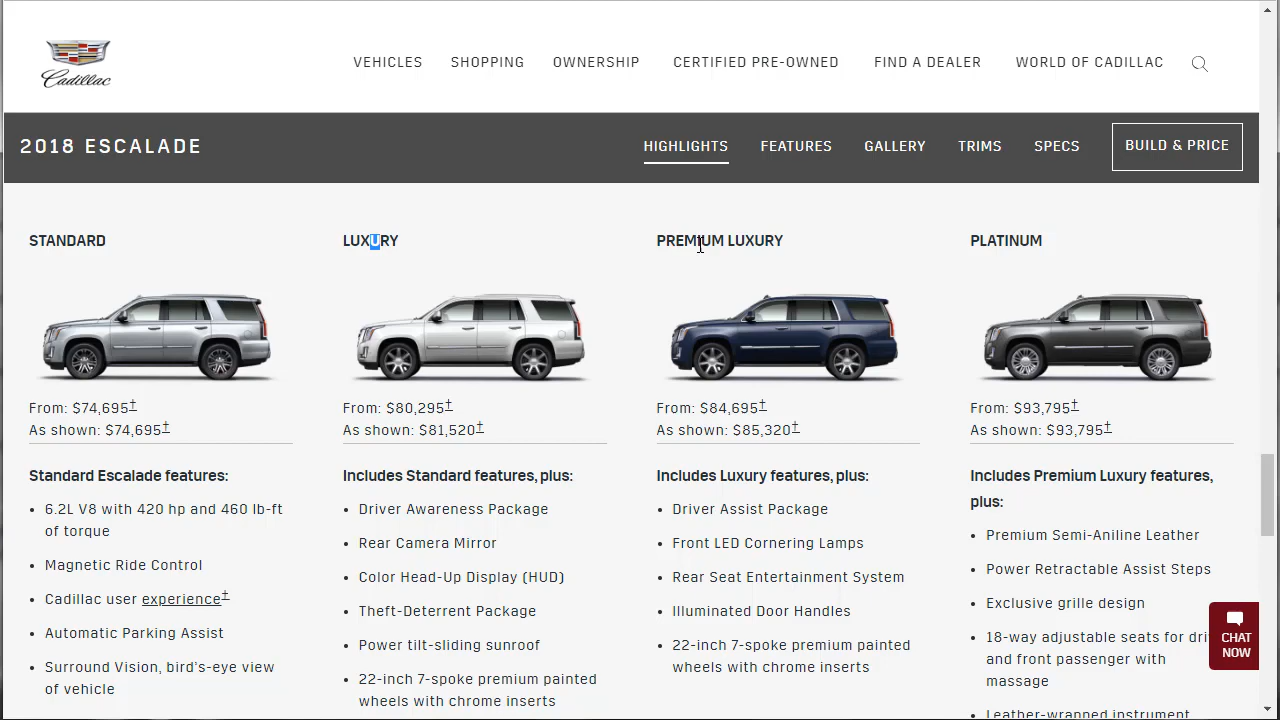 Cadillac
VEHICLES SHOPPING OWNERSHIP CERTIFIED PRE-OWNED FIND A DEALER WORLD OF CADILLAC
2018 ESCALADE
HIGHLIGHTS FEATURES GALLERY TRIMS SPECS BUILD & PRICE
STANDARD
From: $74,695‡
As shown: $74,695‡
Standard Escalade features:
• 6.2L V8 with 420 hp and 460 lb-ft
of torque
• Magnetic Ride Control
• Cadillac user experience‡
• Automatic Parking Assist
• Surround Vision, bird's-eye view
of vehicle
LUXURY
From: $80,295‡
As shown: $81,520‡
Includes Standard features, plus:
• Driver Awareness Package
• Rear Camera Mirror
• Color Head-Up Display (HUD)
• Theft-Deterrent Package
• Power tilt-sliding sunroof
• 22-inch 7-spoke premium painted
wheels with chrome inserts
PREMIUM LUXURY
From: $84,695‡
As shown: $85,320‡
Includes Luxury features, plus:
• Driver Assist Package
• Front LED Cornering Lamps
• Rear Seat Entertainment System
• Illuminated Door Handles
• 22-inch 7-spoke premium painted
wheels with chrome inserts
PLATINUM
From: $93,795‡
As shown: $93,795‡
Includes Premium Luxury features,
plus:
• Premium Semi-Aniline Leather
• Power Retractable Assist Steps
• Exclusive grille design
• 18-way adjustable seats for dri
and front passenger with
massage
• Leather-wrapped instrument
CHAT
NOW